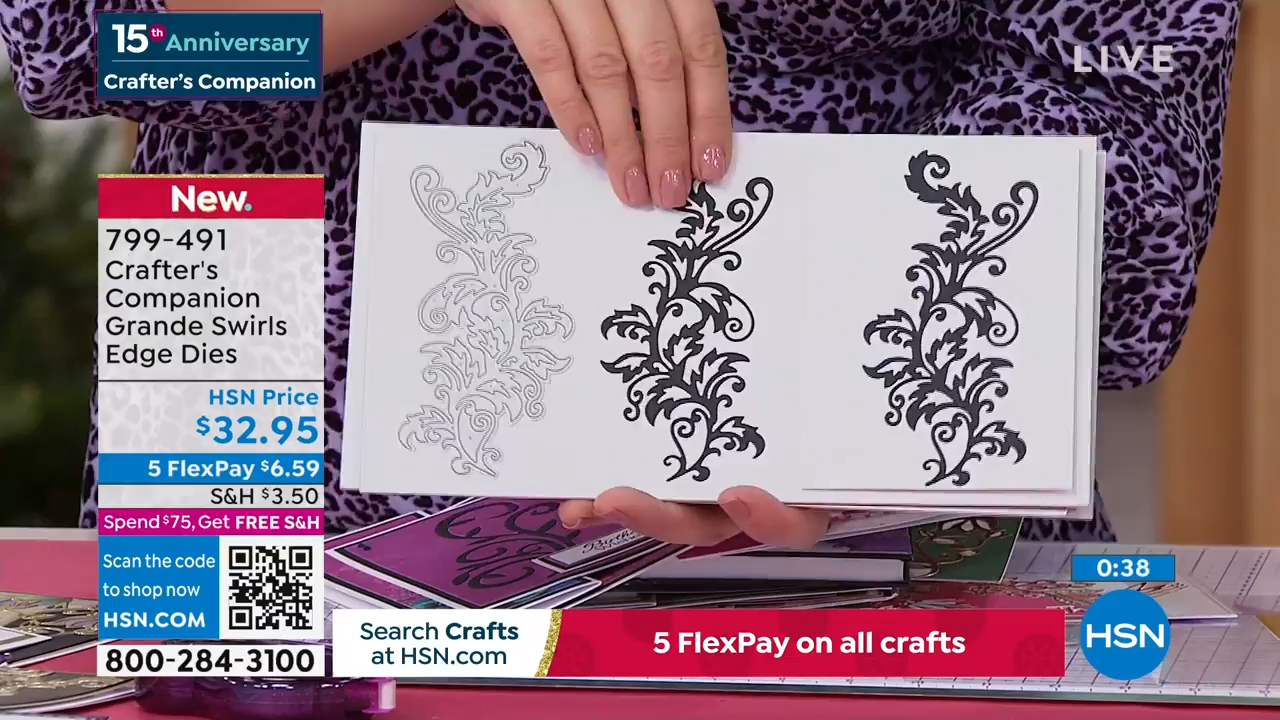 15th Anniversary
Crafter's Companion
LIVE
New.
799-491
Crafter's
Companion
Grande Swirls
Edge Dies
HSN Price
$32.95
5 FlexPay $6.59
S&H $3.50
Spend $75, Get FREE S&H
Scan the code
to shop now
HSN.COM
800-284-3100
Search Crafts
at HSN.com
5 FlexPay on all crafts
0:38
HSN